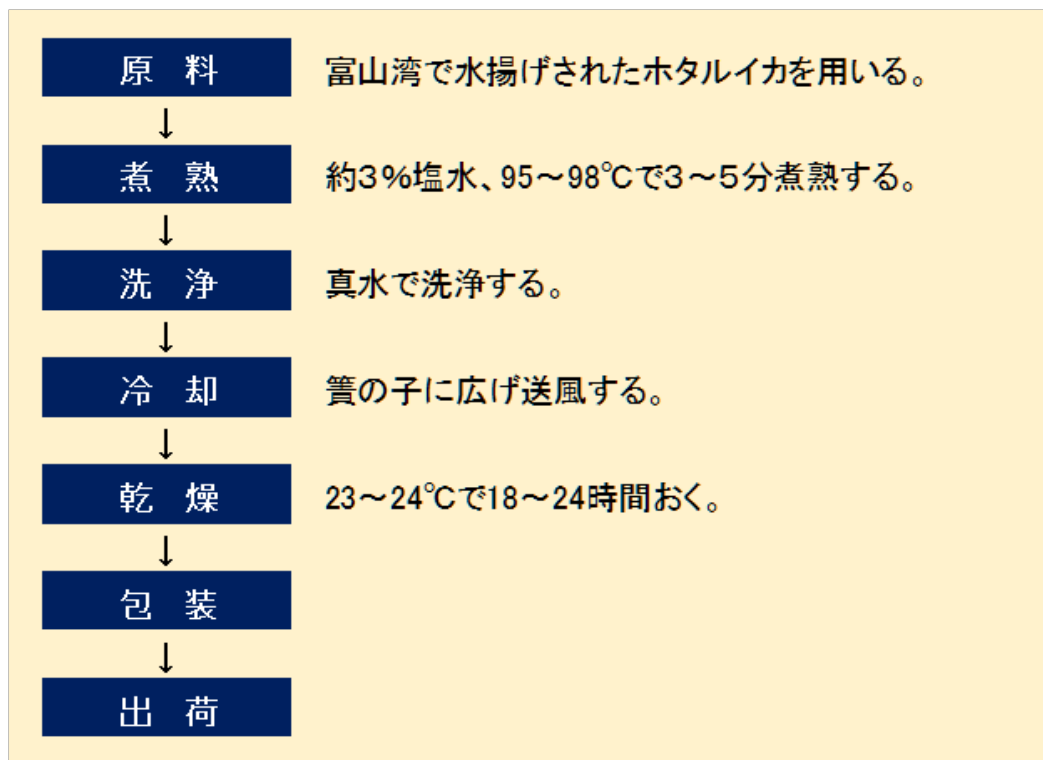 原料 富山湾で水揚げされたホタルイカを用いる。
↓
煮熟 約3%塩水、95～98℃で3～5分煮熟する。
↓
洗浄 真水で洗浄する。
↓
冷却 簀の子に広げ送風する。
↓
乾燥 23～24℃で18～24時間おく。
↓
包装
↓
出荷